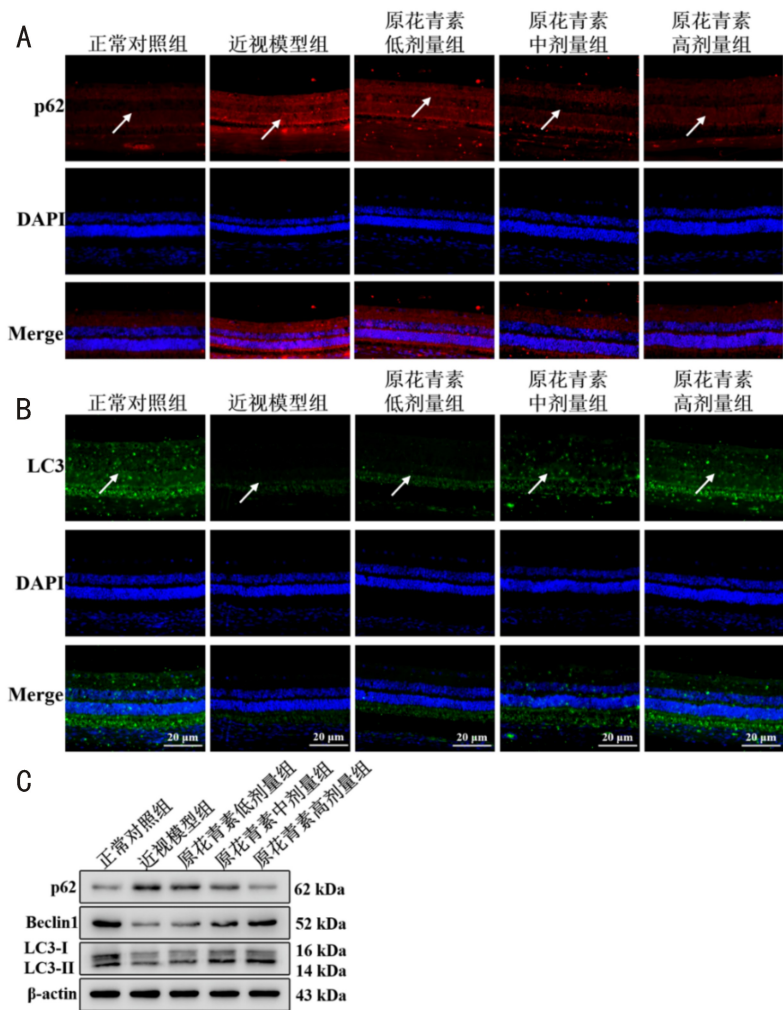 A
正常对照组 近视模型组 原花青素 低剂量组 原花青素 中剂量组 原花青素 高剂量组
p62
DAPI
Merge
B
正常对照组 近视模型组 原花青素 低剂量组 原花青素 中剂量组 原花青素 高剂量组
LC3
DAPI
Merge
20 μm 20 μm 20 μm 20 μm 20 μm
C
正常对照组 近视模型组 原花青素低剂量组 原花青素中剂量组 原花青素高剂量组
p62 62 kDa
Beclin1 52 kDa
LC3-I 16 kDa
LC3-II 14 kDa
β-actin 43 kDa